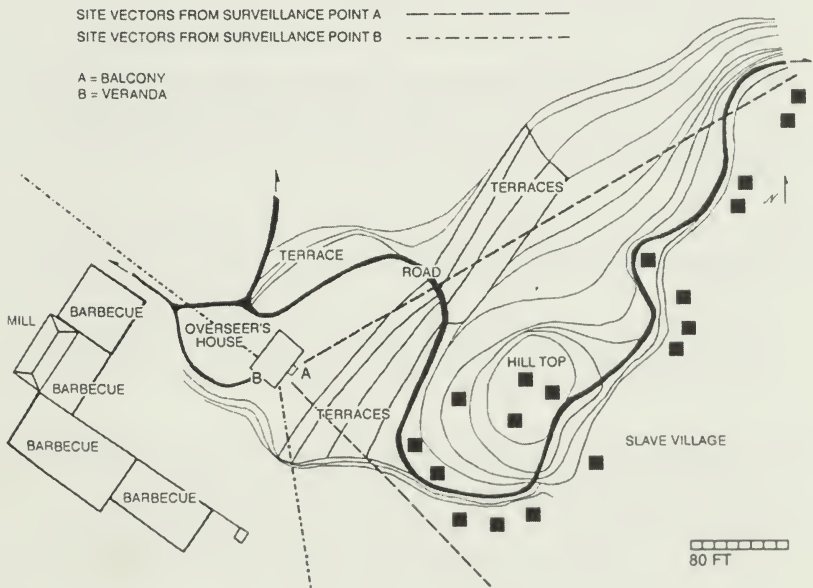 SITE VECTORS FROM SURVEILLANCE POINT A
SITE VECTORS FROM SURVEILLANCE POINT B
A = BALCONY
B = VERANDA
TERRACES
N
TERRACE
ROAD
BARBECUE
MILL
OVERSEER'S
HOUSE
A
B
HILL TOP
BARBECUE
TERRACES
BARBECUE
SLAVE VILLAGE
BARBECUE
80 FT